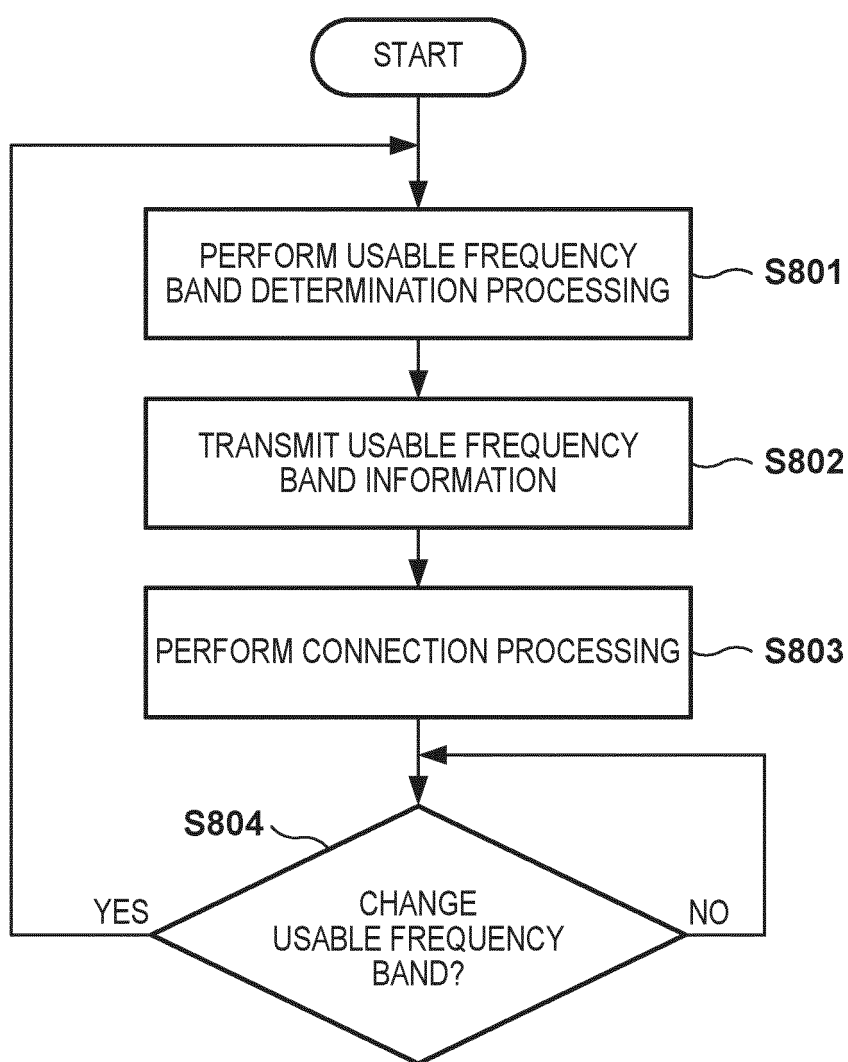 START
PERFORM USABLE FREQUENCY
BAND DETERMINATION PROCESSING
S801
TRANSMIT USABLE FREQUENCY
BAND INFORMATION
S802
PERFORM CONNECTION PROCESSING
S803
S804
YES
CHANGE
USABLE FREQUENCY
BAND?
NO